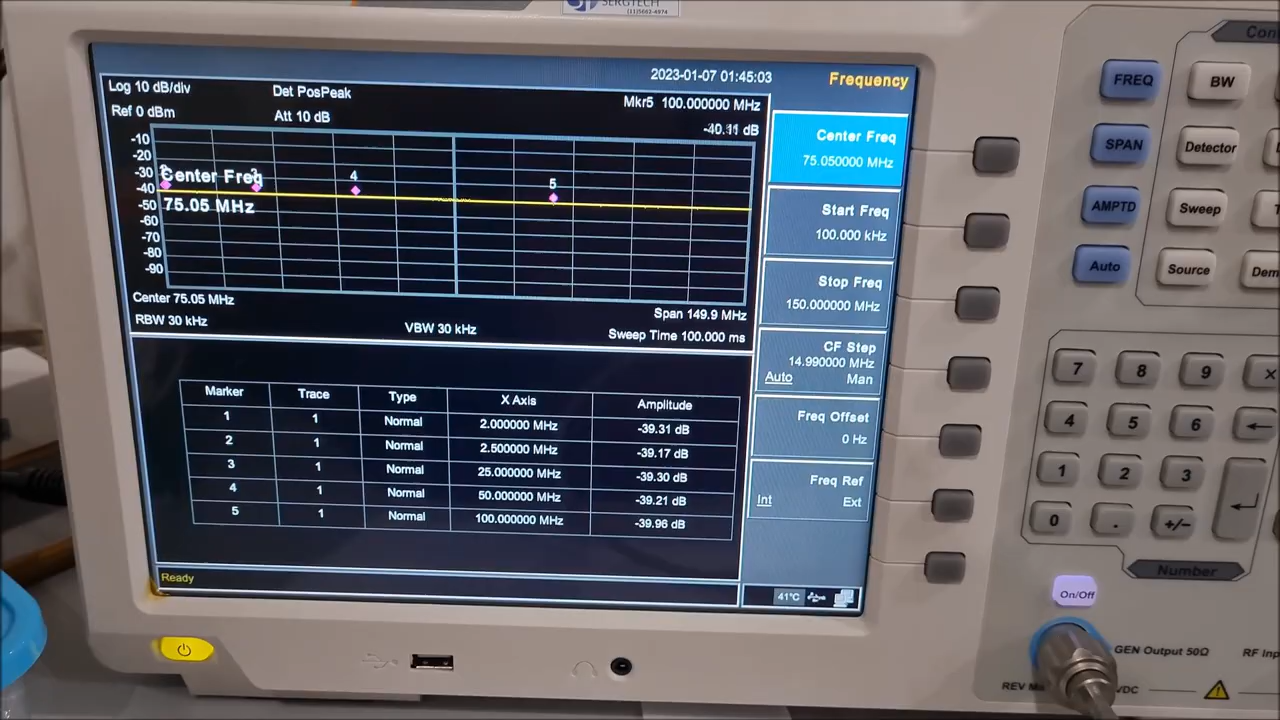 SERGTECH
(11)5662-4974
2023-01-07 01:45:03
Frequency
Log 10 dB/div
Det PosPeak
Mkr5 100.000000 MHz
Ref 0 dBm
Att 10 dB
-40.11 dB
-10
-20
-30
-40
-50
-60
-70
-80
-90
Center Freq
75.05 MHz
4
5
Center 75.05 MHz
Span 149.9 MHz
RBW 30 kHz
VBW 30 kHz
Sweep Time 100.000 ms
Marker Trace Type X Axis Amplitude
1 1 Normal 2.000000 MHz -39.31 dB
2 1 Normal 2.500000 MHz -39.17 dB
3 1 Normal 25.000000 MHz -39.30 dB
4 1 Normal 50.000000 MHz -39.21 dB
5 1 Normal 100.000000 MHz -39.96 dB
Ready
41°C
Center Freq
75.050000 MHz
Start Freq
100.000 kHz
Stop Freq
150.000000 MHz
CF Step
14.990000 MHz
Auto Man
Freq Offset
0 Hz
Freq Ref
Int Ext
FREQ BW
SPAN Detector
AMPTD Sweep
Auto Source
7 8 9
4 5 6 ←
1 2 3
0 . +/-
Number
On/Off
GEN Output 50Ω
VDC